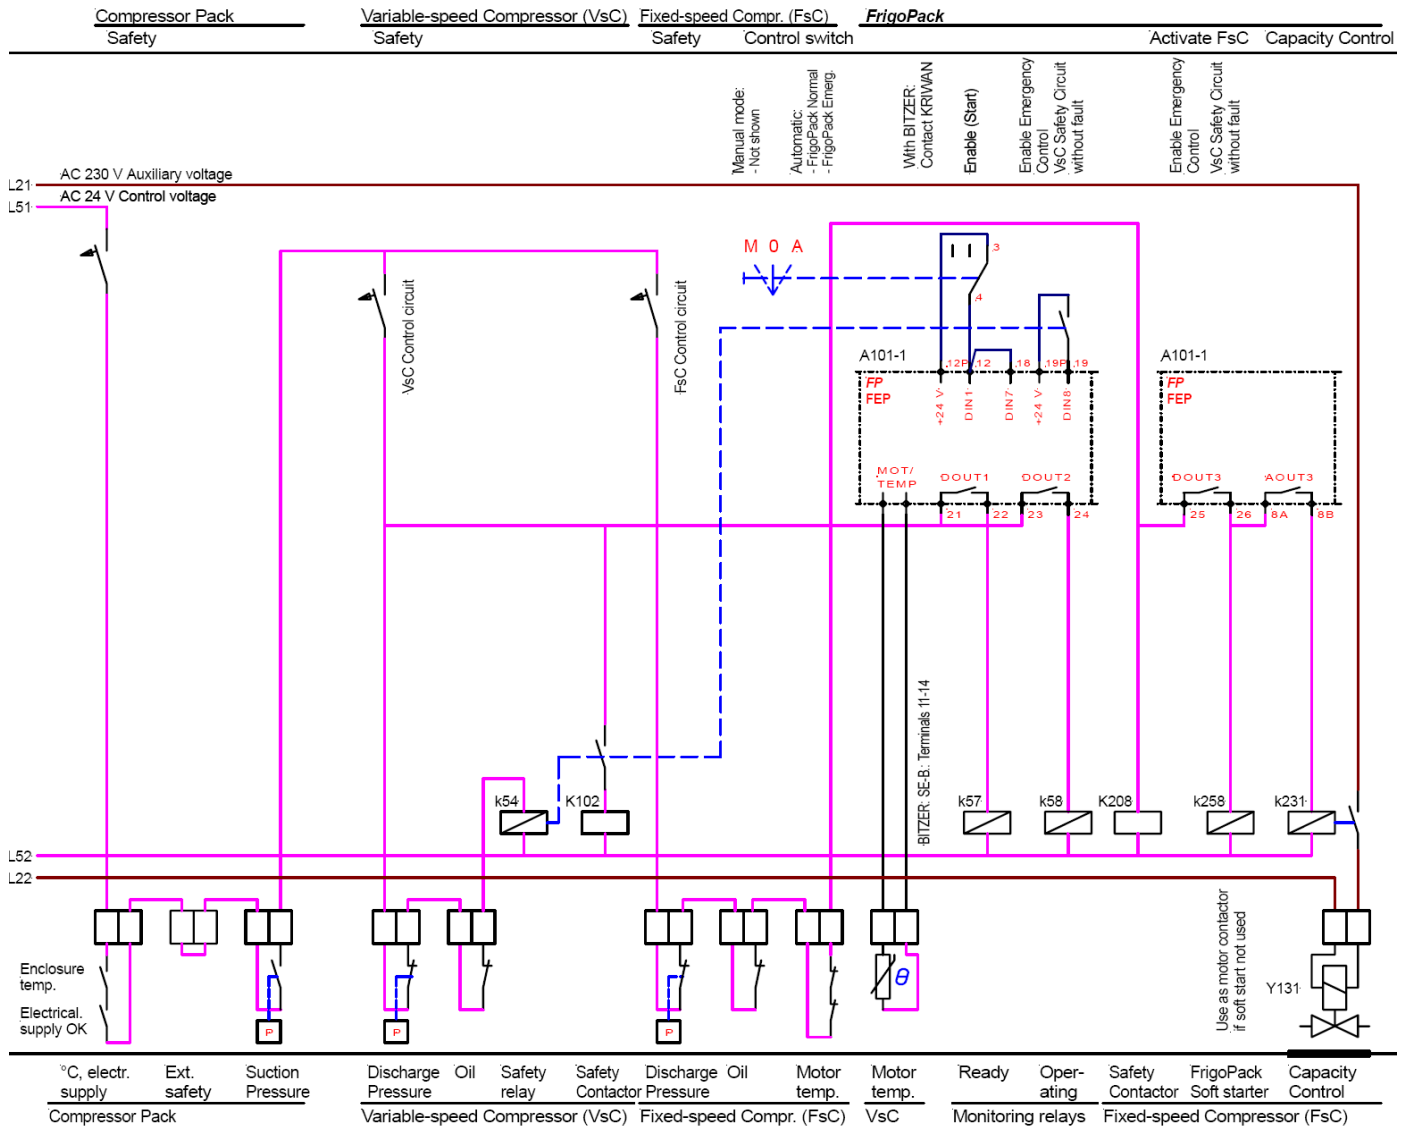 Compressor Pack
Variable-speed Compressor (VsC)
Fixed-speed Compr. (FsC)
FrigoPack
Safety
Safety
Safety
Control switch
Activate FsC
Capacity Control
Manual mode:
- Not shown
Automatic:
- FrigoPack Normal
- FrigoPack Emerg.
With BITZER:
Contact KRIWAN
Enable (Start)
Enable Emergency
Control
VsC Safety Circuit
without fault
Enable Emergency
Control
VsC Safety Circuit
without fault
L21
AC 230 V Auxiliary voltage
L51
AC 24 V Control voltage
M 0 A
3
4
VsC Control circuit
FsC Control circuit
A101-1
12P
12
18
19P
19
FP
FEP
+24 V
DIN1
DIN7
+24 V
DIN8
MOT/
TEMP
DOUT1
DOUT2
21
22
23
24
A101-1
FP
FEP
DOUT3
AOUT3
25
26
8A
8B
BITZER: SE-B.: Terminals 11-14
k54
K102
k57
k58
K208
k258
k231
L52
L22
Enclosure
temp.
Electrical.
supply OK
P
P
P
θ
Use as motor contactor
if soft start not used
Y131
°C, electr.
supply
Ext.
safety
Suction
Pressure
Discharge
Pressure
Oil
Safety
relay
Safety
Contactor
Discharge
Pressure
Oil
Motor
temp.
Motor
temp.
Ready
Oper-
ating
Safety
Contactor
FrigoPack
Soft starter
Capacity
Control
Compressor Pack
Variable-speed Compressor (VsC)
Fixed-speed Compr. (FsC)
VsC
Monitoring relays
Fixed-speed Compressor (FsC)